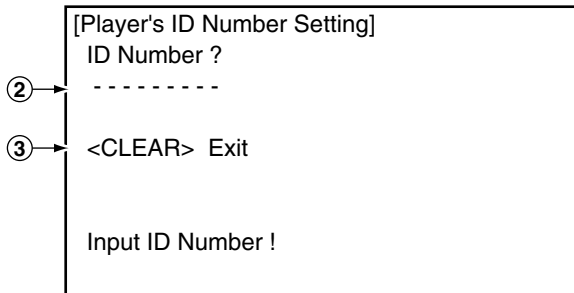 [Player's ID Number Setting]
ID Number ?
② - - - - - - - - -
③ <CLEAR> Exit
Input ID Number !